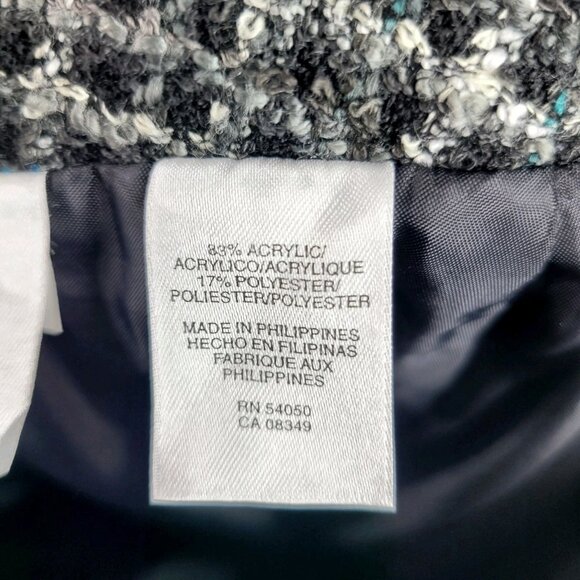 83% ACRYLIC/
ACRYLICO/ACRYLIQUE
17% POLYESTER/
POLIESTER/POLYESTER
MADE IN PHILIPPINES
HECHO EN FILIPINAS
FABRIQUE AUX
PHILIPPINES
RN 54050
CA 08349